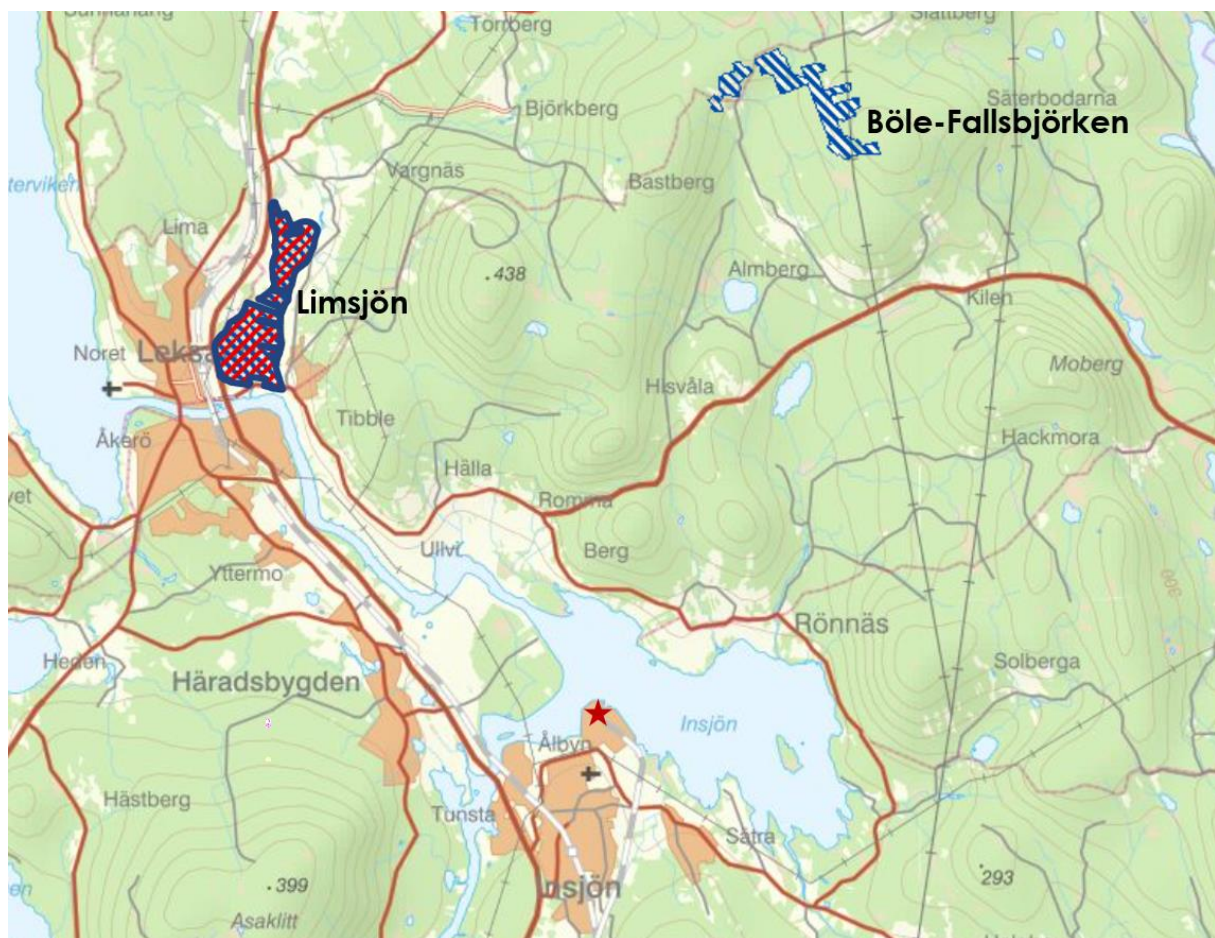 Torrberg
Björkberg
Säterbodarna
Böle-Fallsbjörken
Vargnäs
Bastberg
Lima
Almberg
438
Limsjön
Kilen
Noret
Moberg
Hisvåla
Tibble
Åkerö
Hackmora
Hälla
Romma
Ullvi
Berg
Yttermo
Rönnäs
Heden
Solberga
Häradsbygden
Insjön
Ålbyn
Hästberg
Tunsta
Sätra
Insjön
399
293
Asaklitt